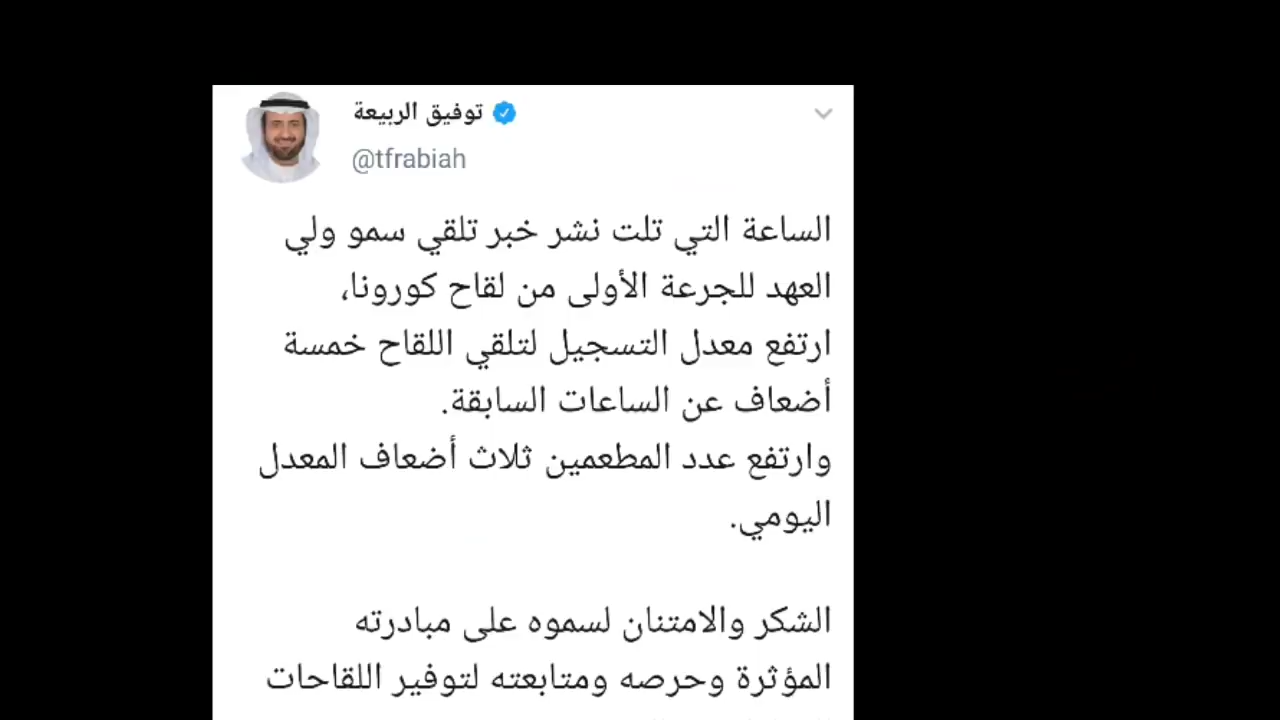 توفيق الربيعة
@tfrabiah
الساعة التي تلت نشر خبر تلقي سمو ولي
العهد للجرعة الأولى من لقاح كورونا،
ارتفع معدل التسجيل لتلقي اللقاح خمسة
أضعاف عن الساعات السابقة.
وارتفع عدد المطعمين ثلاث أضعاف المعدل
اليومي.
الشكر والامتنان لسموه على مبادرته
المؤثرة وحرصه ومتابعته لتوفير اللقاحات